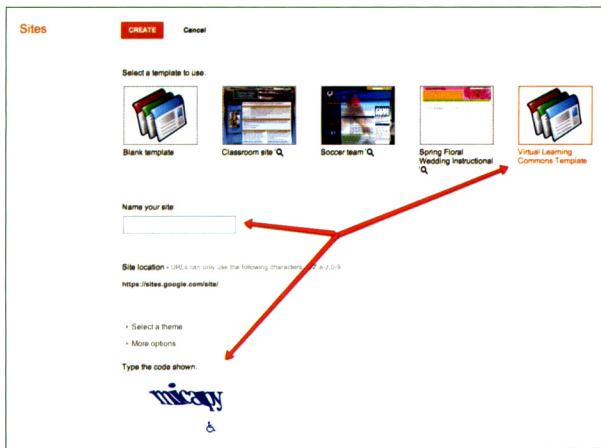 Sites
CREATE Cancel
Select a template to use:
Blank template
Classroom site
Soccer team
Spring Floral
Wedding Instructional
Virtual Learning
Commons Template
Name your site:
Site location - URLs can only use the following characters
https://sites.google.com/site/
Select a theme
More options
Type the code shown: